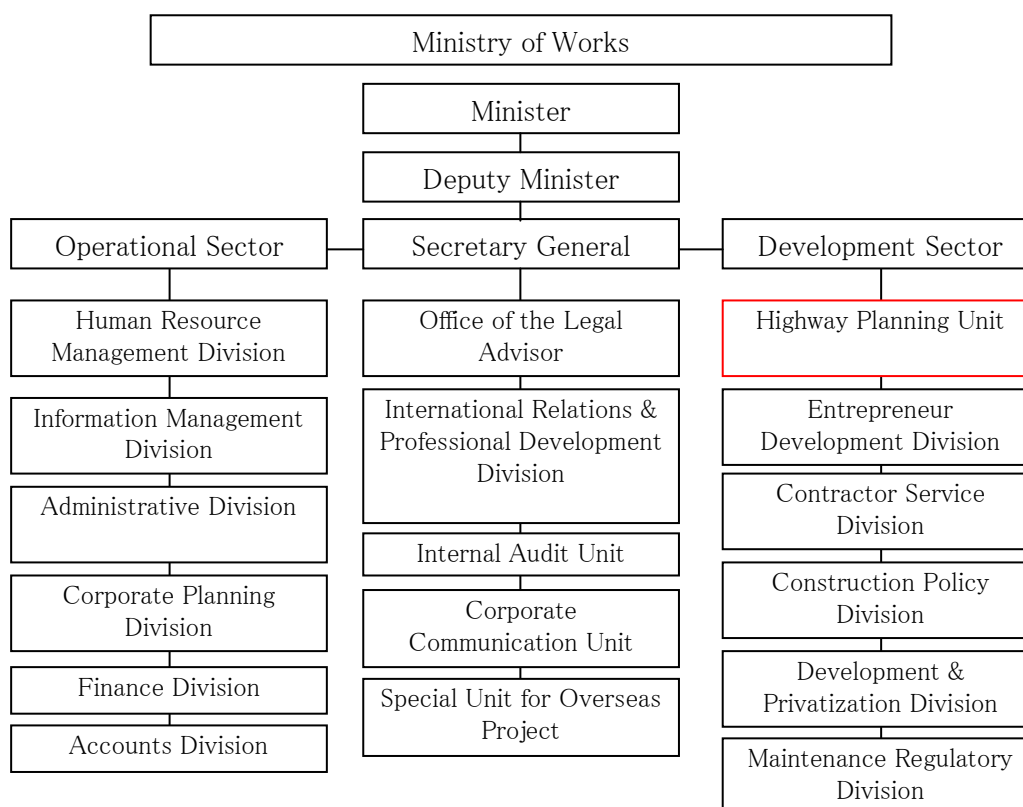 Ministry of Works
Minister
Deputy Minister
Operational Sector
Secretary General
Development Sector
Human Resource
Management Division
Information Management
Division
Administrative Division
Corporate Planning
Division
Finance Division
Accounts Division
Office of the Legal
Advisor
International Relations &
Professional Development
Division
Internal Audit Unit
Corporate
Communication Unit
Special Unit for Overseas
Project
Highway Planning Unit
Entrepreneur
Development Division
Contractor Service
Division
Construction Policy
Division
Development &
Privatization Division
Maintenance Regulatory
Division